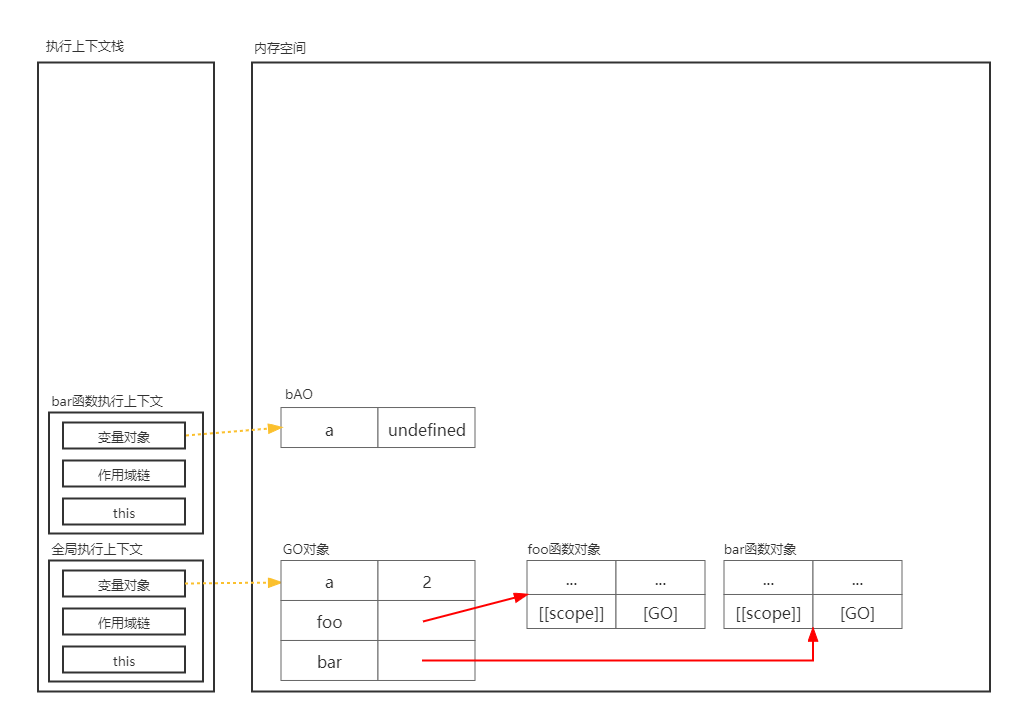 执行上下文栈
内存空间
bAO
bar函数执行上下文
变量对象
a undefined
作用域链
this
全局执行上下文
GO对象
foo函数对象
bar函数对象
变量对象
a 2
... ...
... ...
作用域链
foo
[[scope]] [GO]
[[scope]] [GO]
this
bar